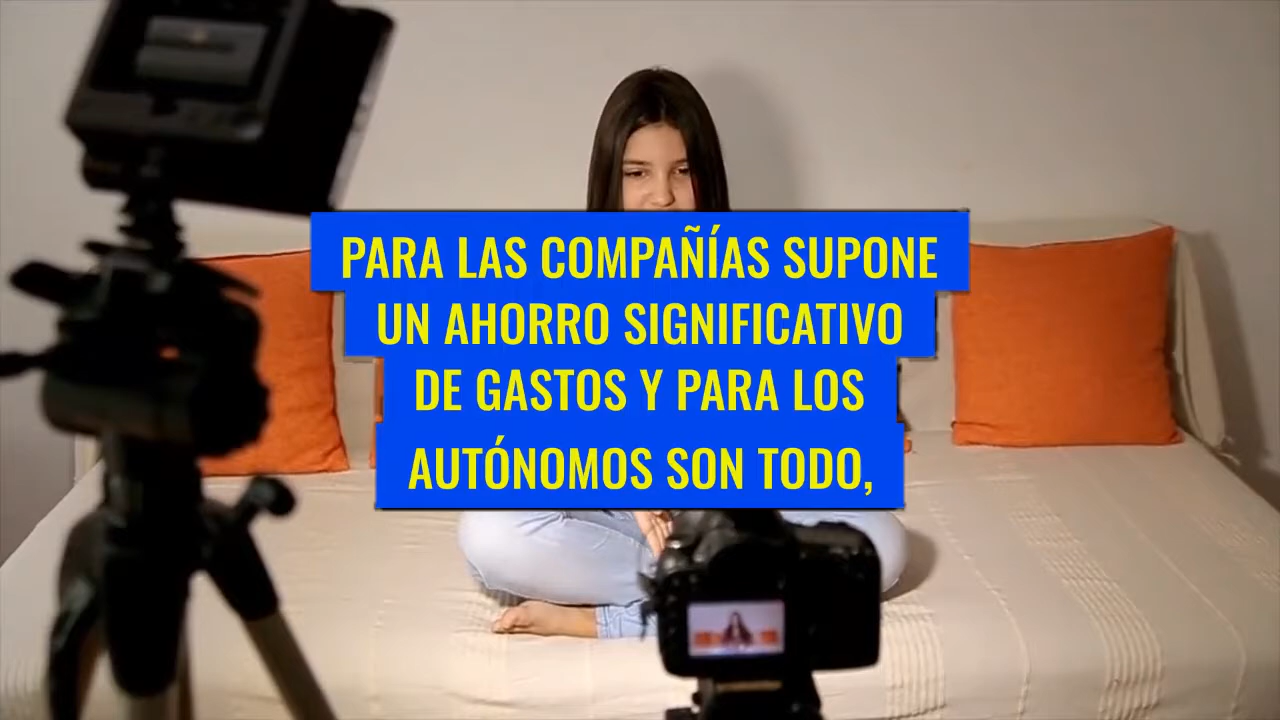 PARA LAS COMPAÑÍAS SUPONE
UN AHORRO SIGNIFICATIVO
DE GASTOS Y PARA LOS
AUTÓNOMOS SON TODO,